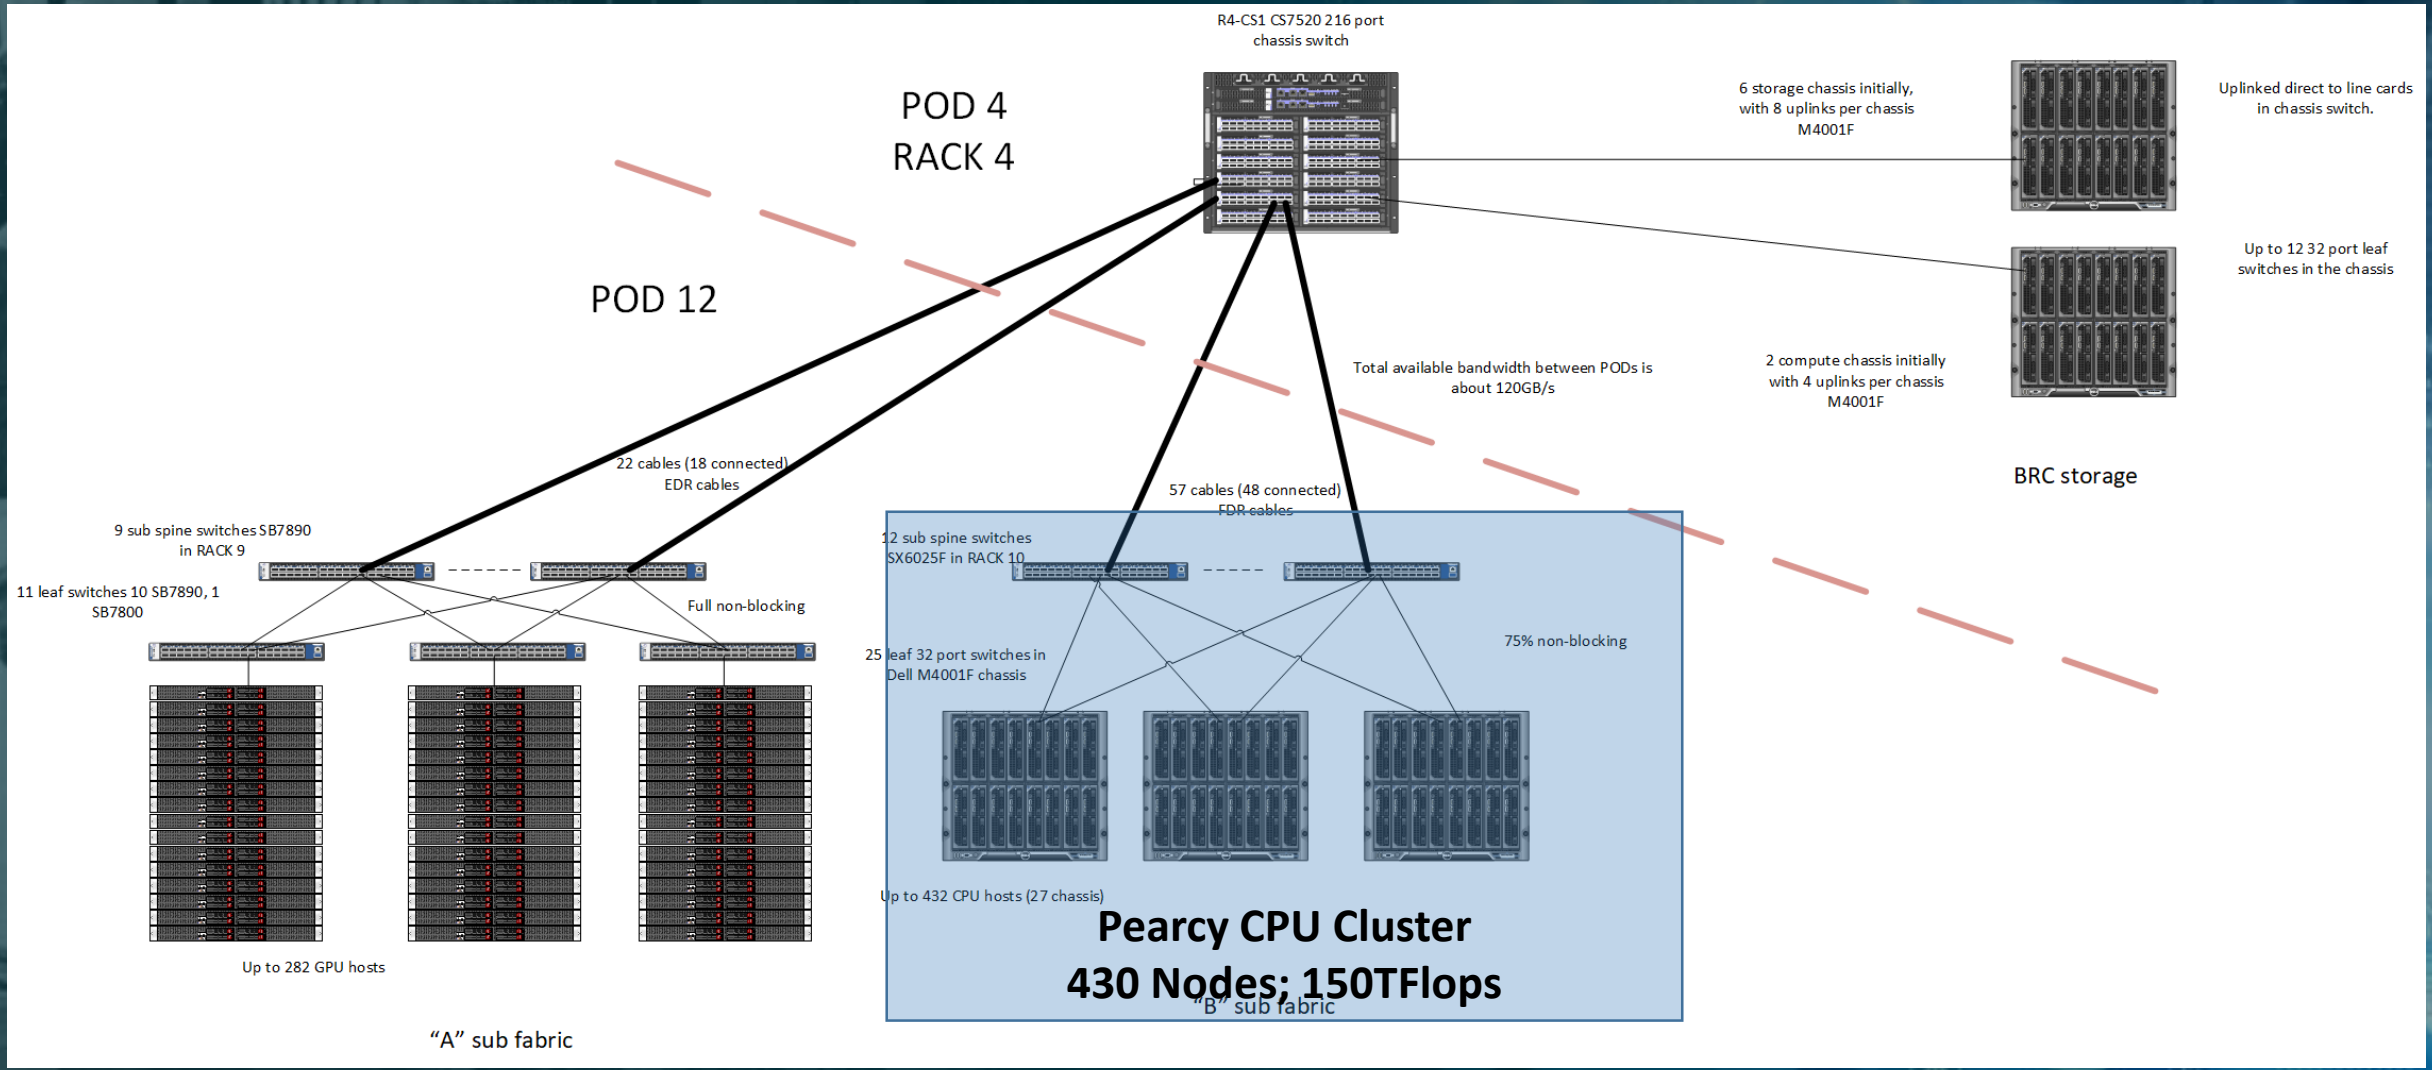 R4-CS1 CS7520 216 port
chassis switch
POD 4
RACK 4
6 storage chassis initially,
with 8 uplinks per chassis
M4001F
Uplinked direct to line cards
in chassis switch.
Up to 12 32 port leaf
switches in the chassis
POD 12
Total available bandwidth between PODs is
about 120GB/s
2 compute chassis initially
with 4 uplinks per chassis
M4001F
BRC storage
22 cables (18 connected)
EDR cables
57 cables (48 connected)
FDR cables
9 sub spine switches SB7890
in RACK 9
12 sub spine switches
SX6025F in RACK 10
11 leaf switches 10 SB7890, 1
SB7800
Full non-blocking
25 leaf 32 port switches in
Dell M4001F chassis
75% non-blocking
Up to 432 CPU hosts (27 chassis)
Pearcy CPU Cluster
430 Nodes; 150TFlops
"B" sub fabric
Up to 282 GPU hosts
“A” sub fabric